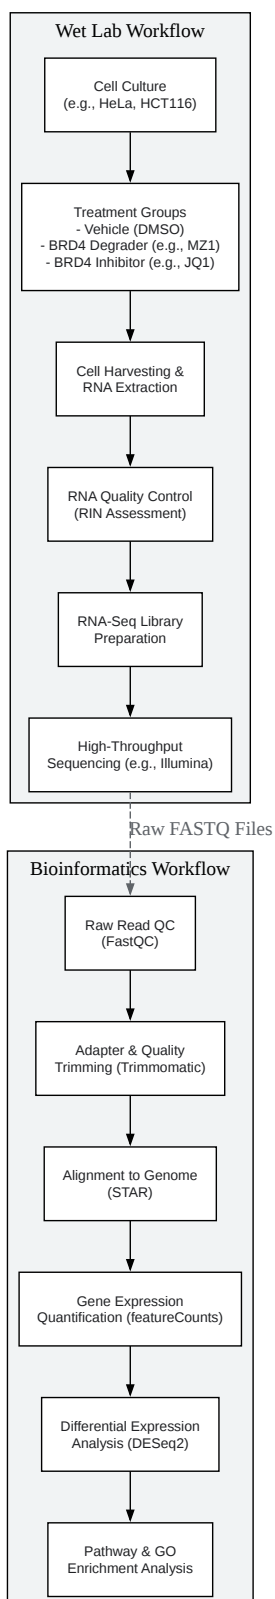 Wet Lab Workflow
Cell Culture
(e.g., HeLa, HCT116)
Treatment Groups
- Vehicle (DMSO)
- BRD4 Degrader (e.g., MZ1)
- BRD4 Inhibitor (e.g., JQ1)
Cell Harvesting &
RNA Extraction
RNA Quality Control
(RIN Assessment)
RNA-Seq Library
Preparation
High-Throughput
Sequencing (e.g., Illumina)
Raw FASTQ Files
Bioinformatics Workflow
Raw Read QC
(FastQC)
Adapter & Quality
Trimming (Trimmomatic)
Alignment to Genome
(STAR)
Gene Expression
Quantification (featureCounts)
Differential Expression
Analysis (DESeq2)
Pathway & GO
Enrichment Analysis